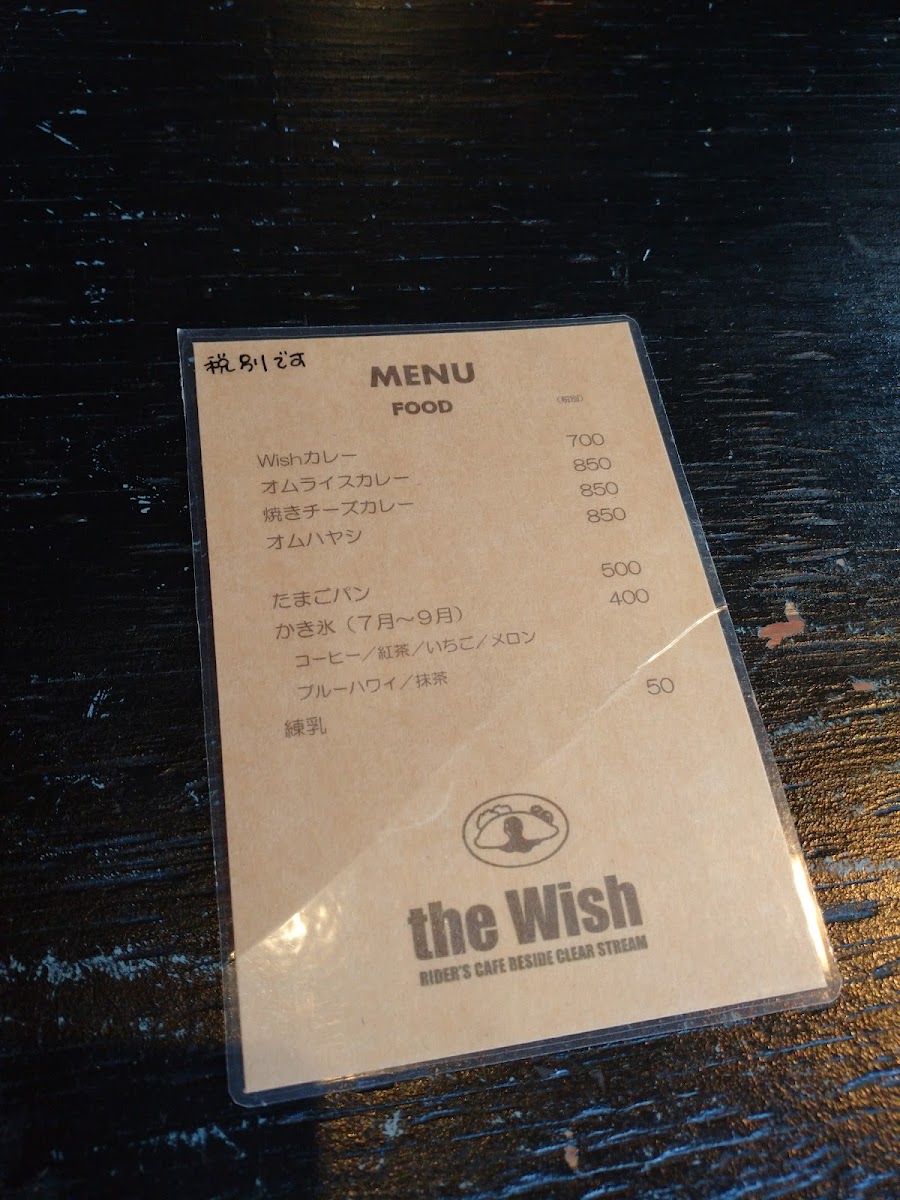 税別です
MENU
FOOD
(税別)
Wishカレー 700
オムライスカレー 850
焼きチーズカレー 850
オムハヤシ 850
たまごパン 500
かき氷（７月～９月） 400
コーヒー／紅茶／いちご／メロン
ブルーハワイ／抹茶
練乳 50
the Wish
RIDER'S CAFE BESIDE CLEAR STREAM